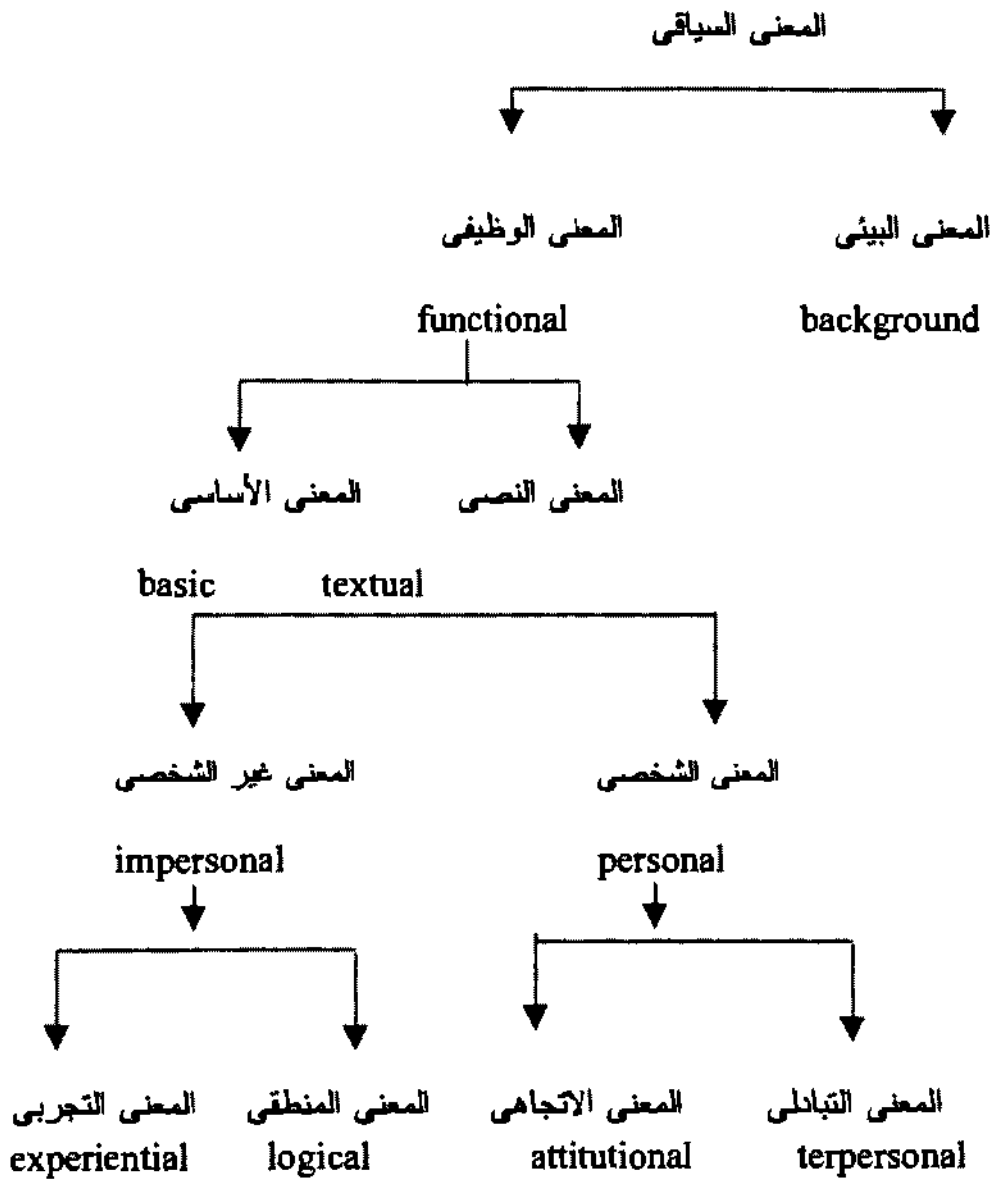 المعنى السياقى
المعنى البيئى المعنى الوظيفى
functional background
المعنى النصى المعنى الأساسى
basic textual
المعنى الشخصى المعنى غير الشخصى
impersonal personal
المعنى التبادلى المعنى الاتجاهى المعنى المنطقى المعنى التجربى
experiential logical attitutional terpersonal